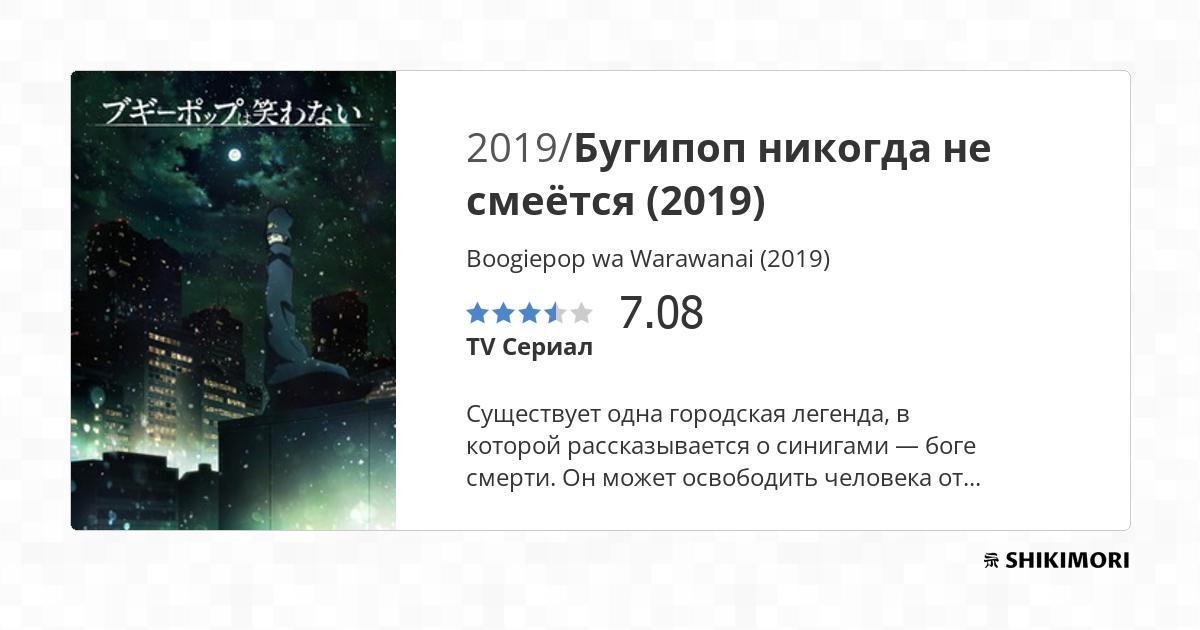 ブギーポップは笑わない
2019/Бугипоп никогда не
смеётся (2019)
Boogiepop wa Warawanai (2019)
7.08
TV Сериал
Существует одна городская легенда, в
которой рассказывается о синигами — боге
смерти. Он может освободить человека от...
SHIKIMORI